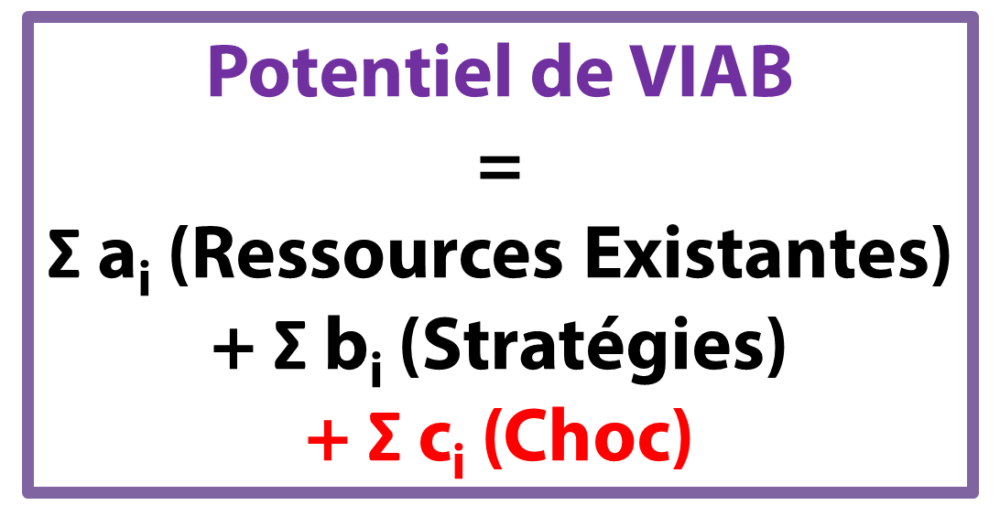 Potentiel de VIAB
=
Σ aᵢ (Ressources Existantes)
+ Σ bᵢ (Stratégies)
+ Σ cᵢ (Choc)